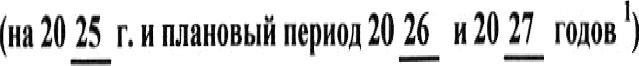 (на 20 25 г. и плановый период 20 26 и 20 27 годов ¹)